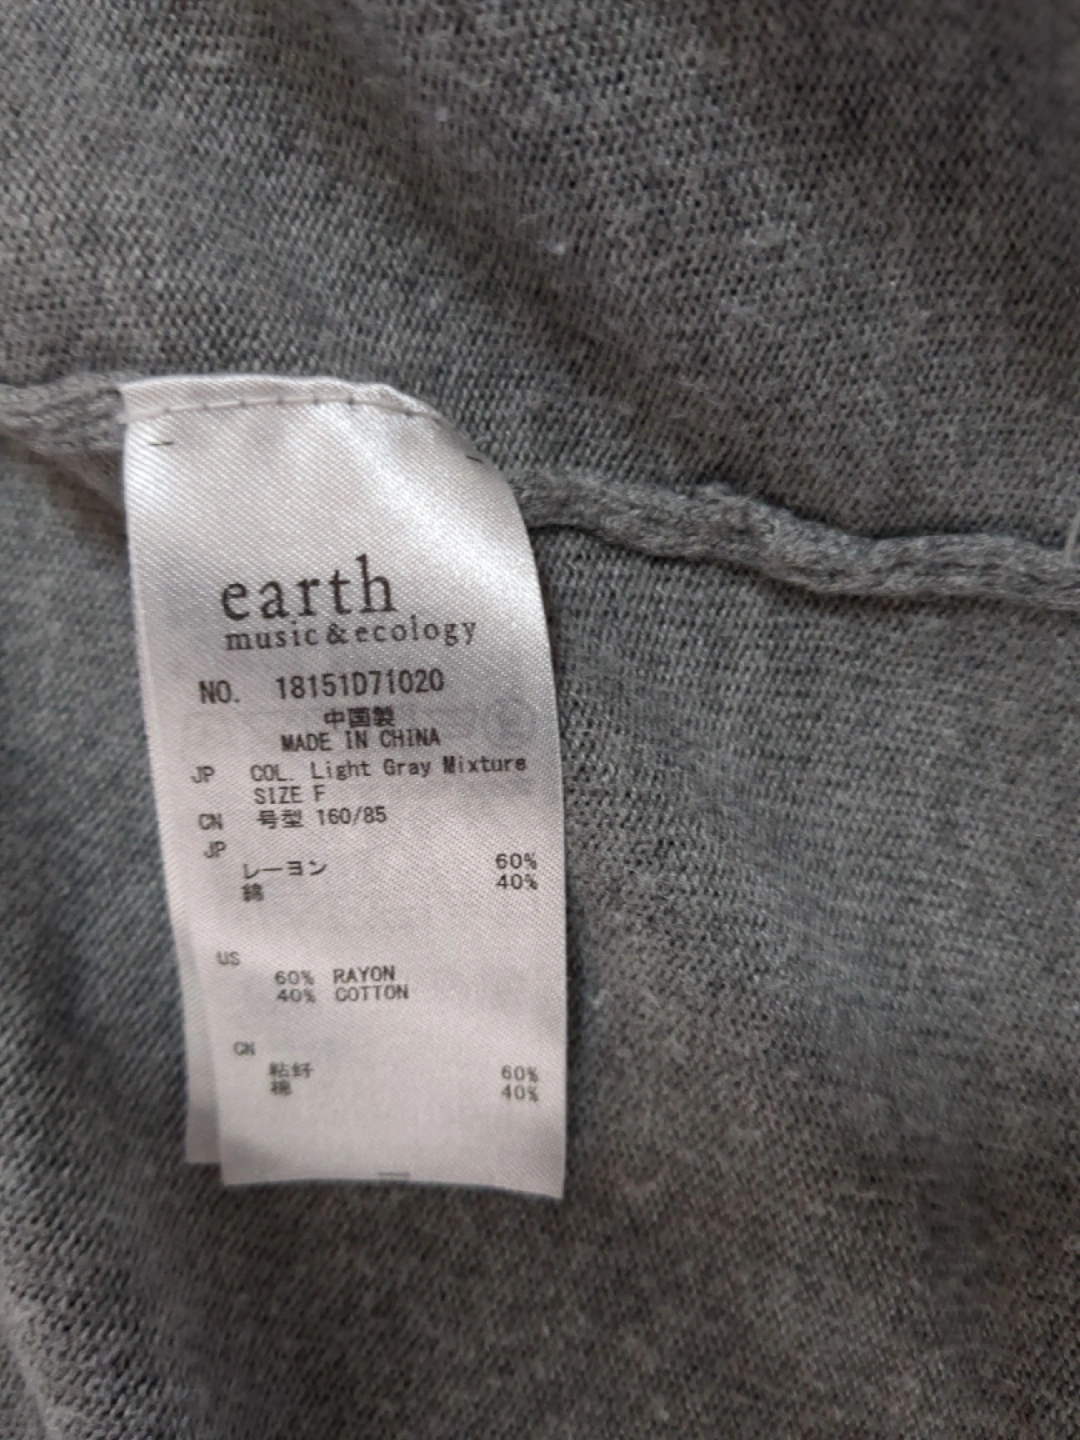 earth
music&ecology
NO. 18151D71020
中国製
MADE IN CHINA
JP COL. Light Gray Mixture
SIZE F
CN 号型 160/85
JP
レーヨン 60%
綿 40%
US
60% RAYON
40% COTTON
CN
粘纤 60%
棉 40%